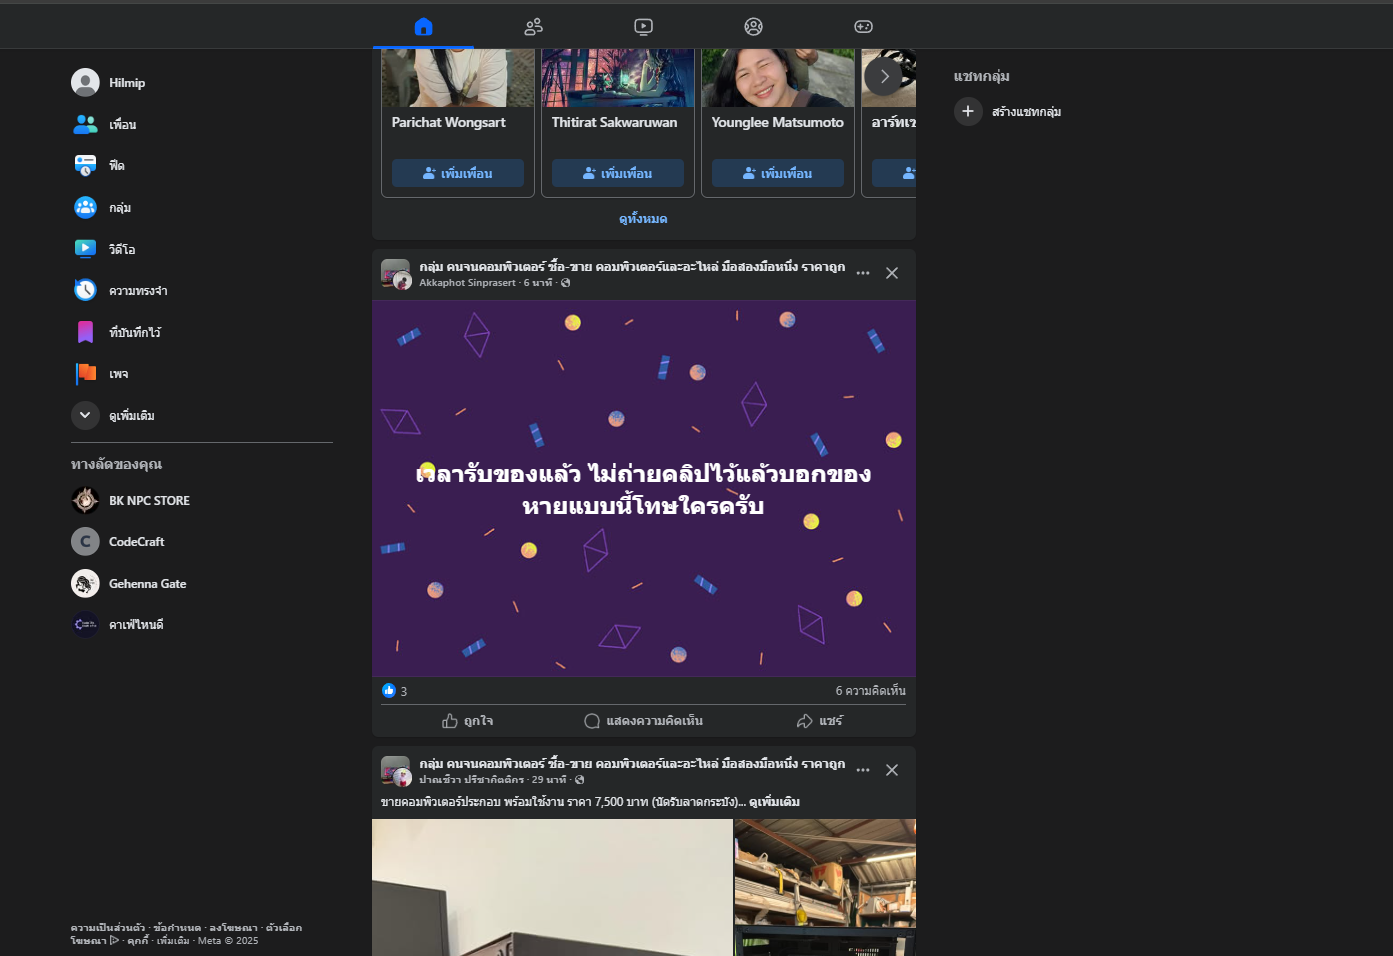 Hilmip
เพื่อน
ฟีด
กลุ่ม
วิดีโอ
ความทรงจำ
ที่บันทึกไว้
เพจ
ดูเพิ่มเติม
ทางลัดของคุณ
BK NPC STORE
C CodeCraft
Gehenna Gate
คาเฟ่ไหนดี
ความเป็นส่วนตัว · ข้อกำหนด · ลงโฆษณา · ตัวเลือก
โฆษณา · คุกกี้ · เพิ่มเติม · Meta © 2025
Parichat Wongsart
เพิ่มเพื่อน
Thitirat Sakwaruwan
เพิ่มเพื่อน
Younglee Matsumoto
เพิ่มเพื่อน
ดูทั้งหมด
กลุ่ม คนจนคอมพิวเตอร์ ซื้อ-ขาย คอมพิวเตอร์และอะไหล่ มือสองมือหนึ่ง ราคาถูก
Akkaphot Sinprasert · 6 นาที ·
เวลารับของแล้ว ไม่ถ่ายคลิปไว้แล้วบอกของ
หายแบบนี้โทษใครครับ
3
6 ความคิดเห็น
ถูกใจ
แสดงความคิดเห็น
แชร์
กลุ่ม คนจนคอมพิวเตอร์ ซื้อ-ขาย คอมพิวเตอร์และอะไหล่ มือสองมือหนึ่ง ราคาถูก
ปาณชีวา ปรีชากิตติกร · 29 นาที ·
ขายคอมพิวเตอร์ประกอบ พร้อมใช้งาน ราคา 7,500 บาท (นัดรับลาดกระบัง)... ดูเพิ่มเติม
แชทกลุ่ม
สร้างแชทกลุ่ม